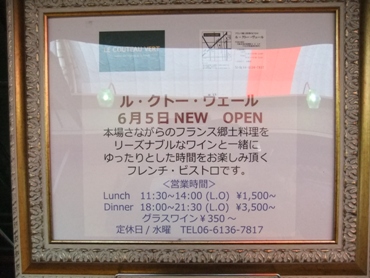 LE COUTEAU VERT
ル・クトー・ヴェール
6月5日 NEW OPEN
本場さながらのフランス郷土料理を
リーズナブルなワインと一緒に
ゆったりとした時間をお楽しみ頂く
フレンチ・ビストロです。
<営業時間>
Lunch 11:30~14:00 (L.O) ¥1,500~
Dinner 18:00~21:30 (L.O) ¥3,500~
グラスワイン¥350~
定休日/水曜 TEL06-6136-7817